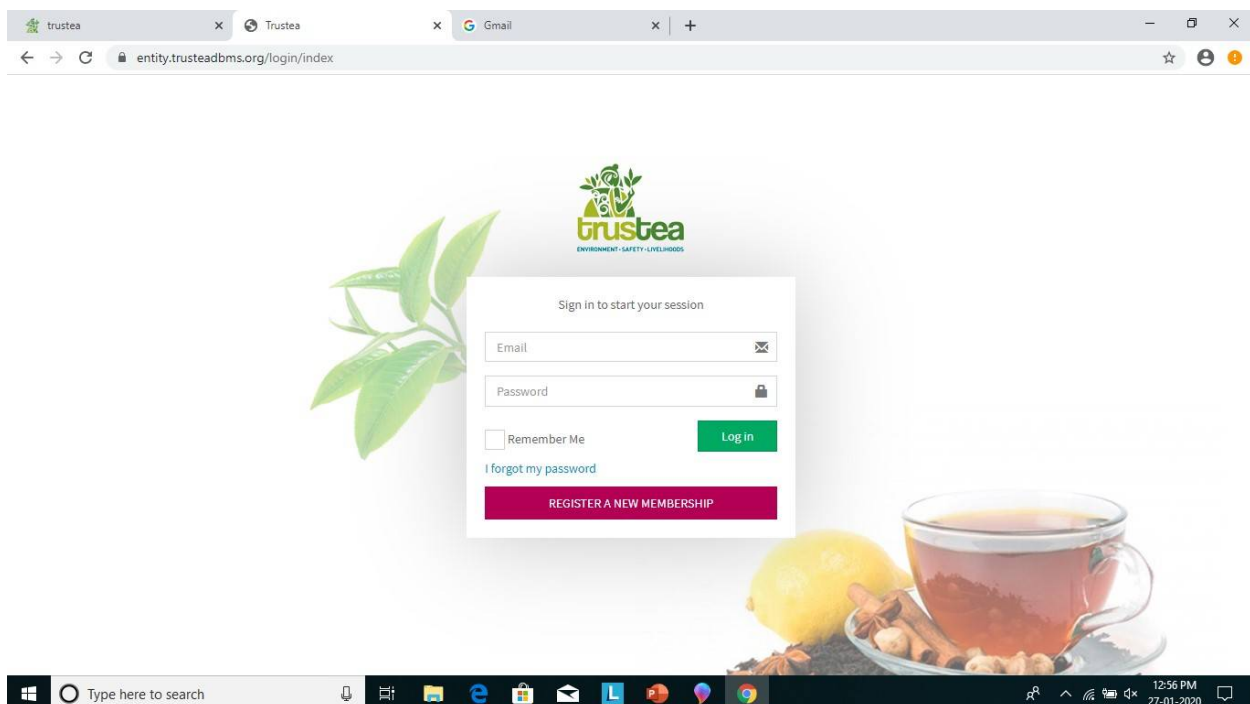 trustea
Trustea
Gmail
entity.trusteadbms.org/login/index
trustea
ENVIRONMENT-SAFETY-LIVELIHOODS
Sign in to start your session
Email
Password
Remember Me
Log in
I forgot my password
REGISTER A NEW MEMBERSHIP
Type here to search
12:56 PM
27-01-2020